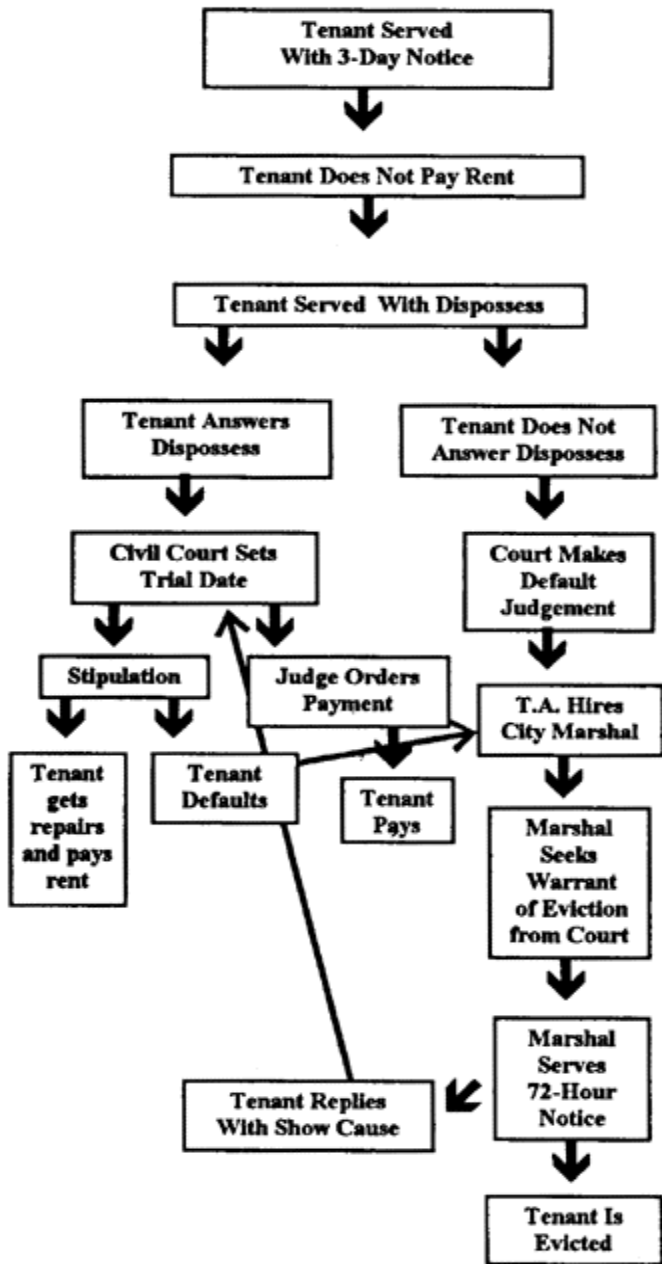 Tenant Served
With 3-Day Notice
Tenant Does Not Pay Rent
Tenant Served With Dispossess
Tenant Answers
Dispossess
Tenant Does Not
Answer Dispossess
Civil Court Sets
Trial Date
Court Makes
Default
Judgement
Stipulation
Judge Orders
Payment
T.A. Hires
City Marshal
Tenant
gets
repairs
and pays
rent
Tenant
Defaults
Tenant
Pays
Marshal
Seeks
Warrant
of Eviction
from Court
Marshal
Serves
72-Hour
Notice
Tenant Replies
With Show Cause
Tenant Is
Evicted